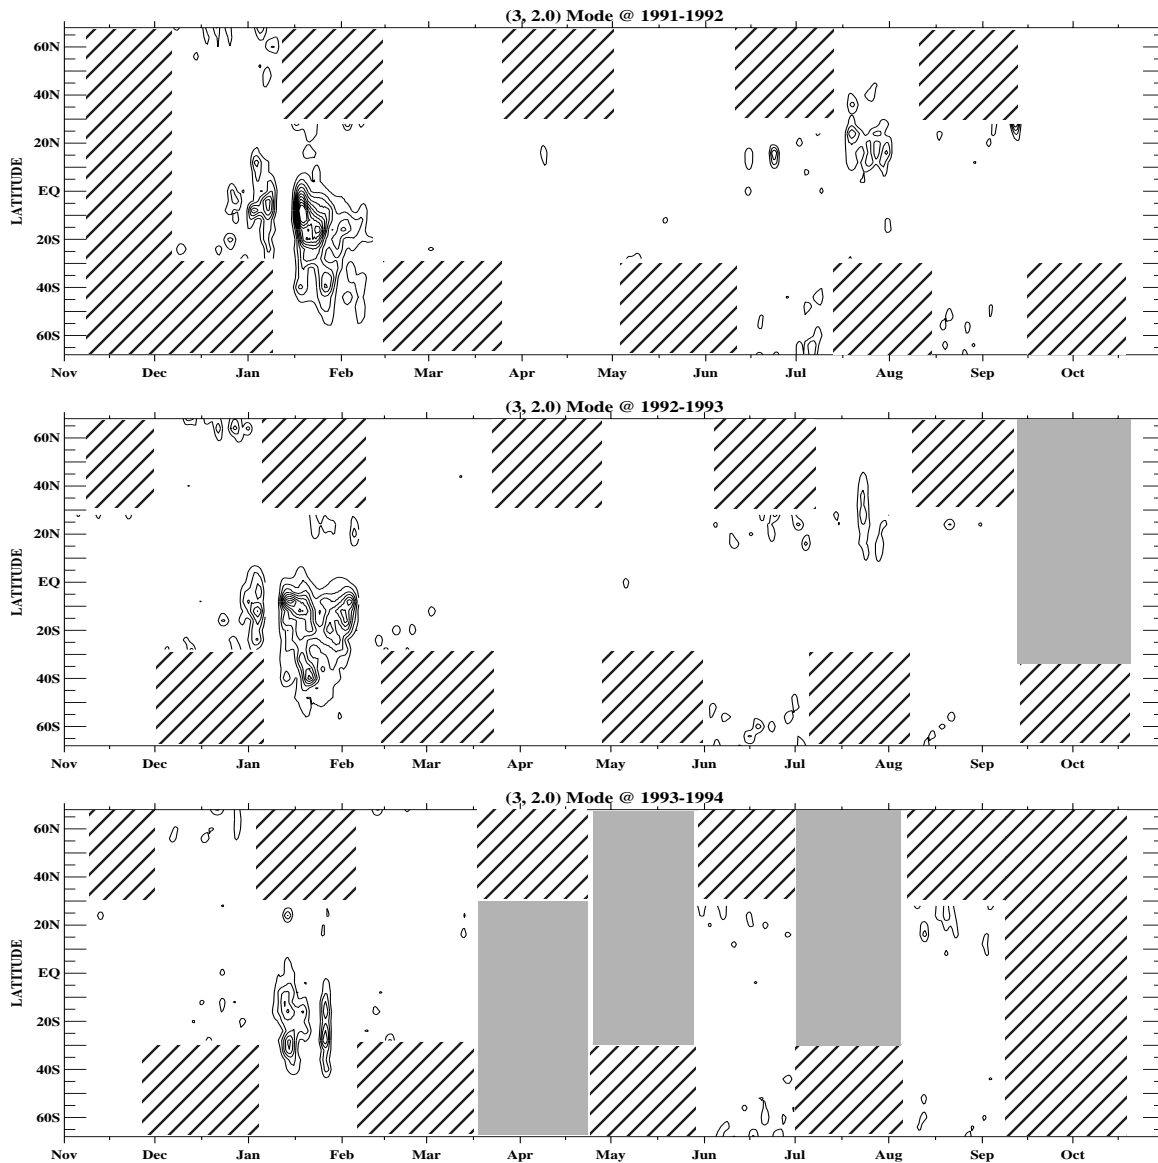 (3, 2.0) Mode @ 1991-1992
60N
40N
20N
EQ
20S
40S
60S
LATITUDE
Nov Dec Jan Feb Mar Apr May Jun Jul Aug Sep Oct
(3, 2.0) Mode @ 1992-1993
60N
40N
20N
EQ
20S
40S
60S
LATITUDE
Nov Dec Jan Feb Mar Apr May Jun Jul Aug Sep Oct
(3, 2.0) Mode @ 1993-1994
60N
40N
20N
EQ
20S
40S
60S
LATITUDE
Nov Dec Jan Feb Mar Apr May Jun Jul Aug Sep Oct